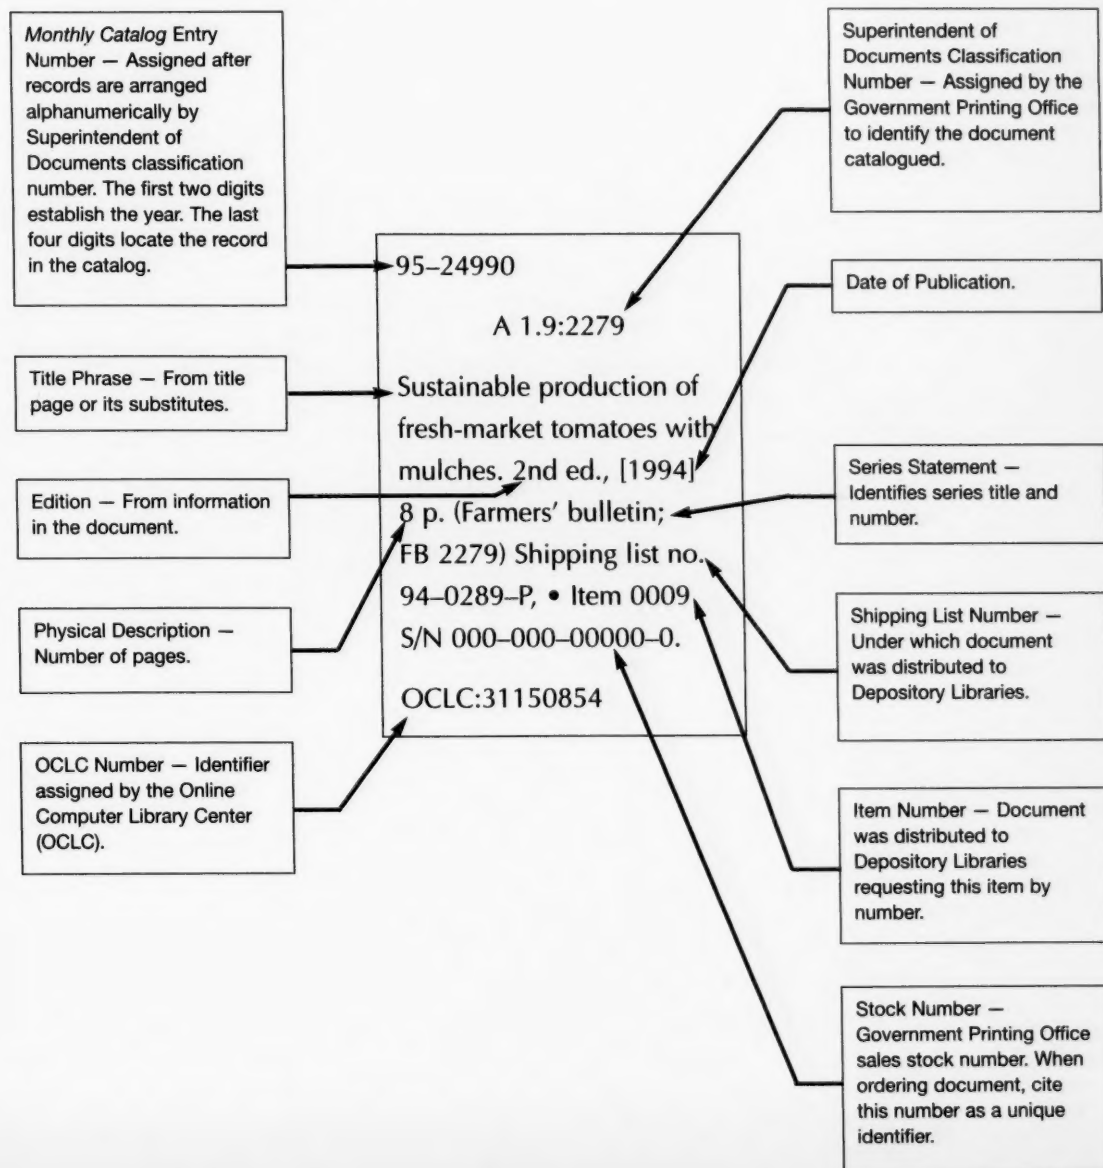 Monthly Catalog Entry
Number — Assigned after
records are arranged
alphanumerically by
Superintendent of
Documents classification
number. The first two digits
establish the year. The last
four digits locate the record
in the catalog.
Title Phrase — From title
page or its substitutes.
Edition — From information
in the document.
Physical Description —
Number of pages.
OCLC Number — Identifier
assigned by the Online
Computer Library Center
(OCLC).
95–24990
A 1.9:2279
Sustainable production of
fresh-market tomatoes with
mulches. 2nd ed., [1994]
8 p. (Farmers’ bulletin;
FB 2279) Shipping list no.
94–0289–P, • Item 0009
S/N 000–000–00000–0.
OCLC:31150854
Superintendent of
Documents Classification
Number — Assigned by the
Government Printing Office
to identify the document
catalogued.
Date of Publication.
Series Statement —
Identifies series title and
number.
Shipping List Number —
Under which document
was distributed to
Depository Libraries.
Item Number — Document
was distributed to
Depository Libraries
requesting this item by
number.
Stock Number —
Government Printing Office
sales stock number. When
ordering document, cite
this number as a unique
identifier.